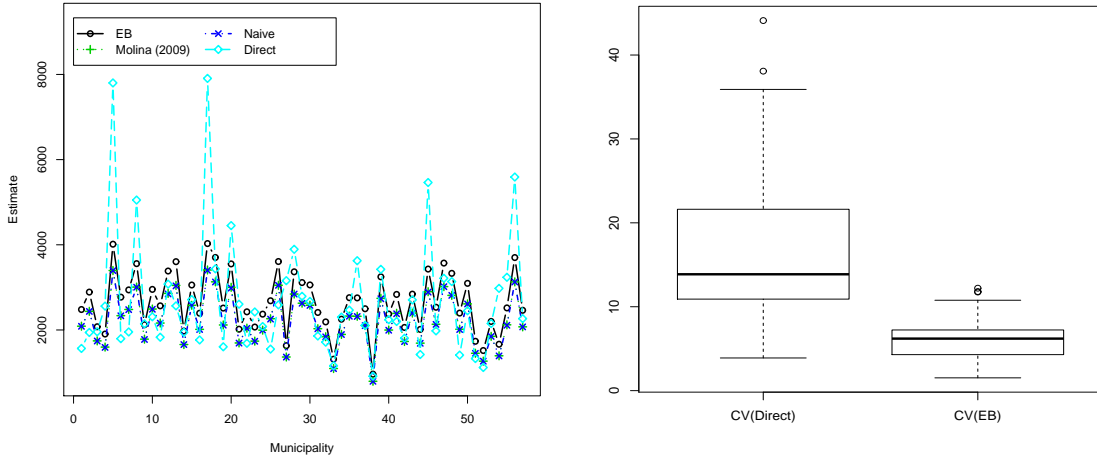 EB
Molina (2009)
Naive
Direct
8000
6000
4000
2000
Estimate
0
10
20
30
40
50
Municipality
40
30
20
10
0
CV(Direct)
CV(EB)